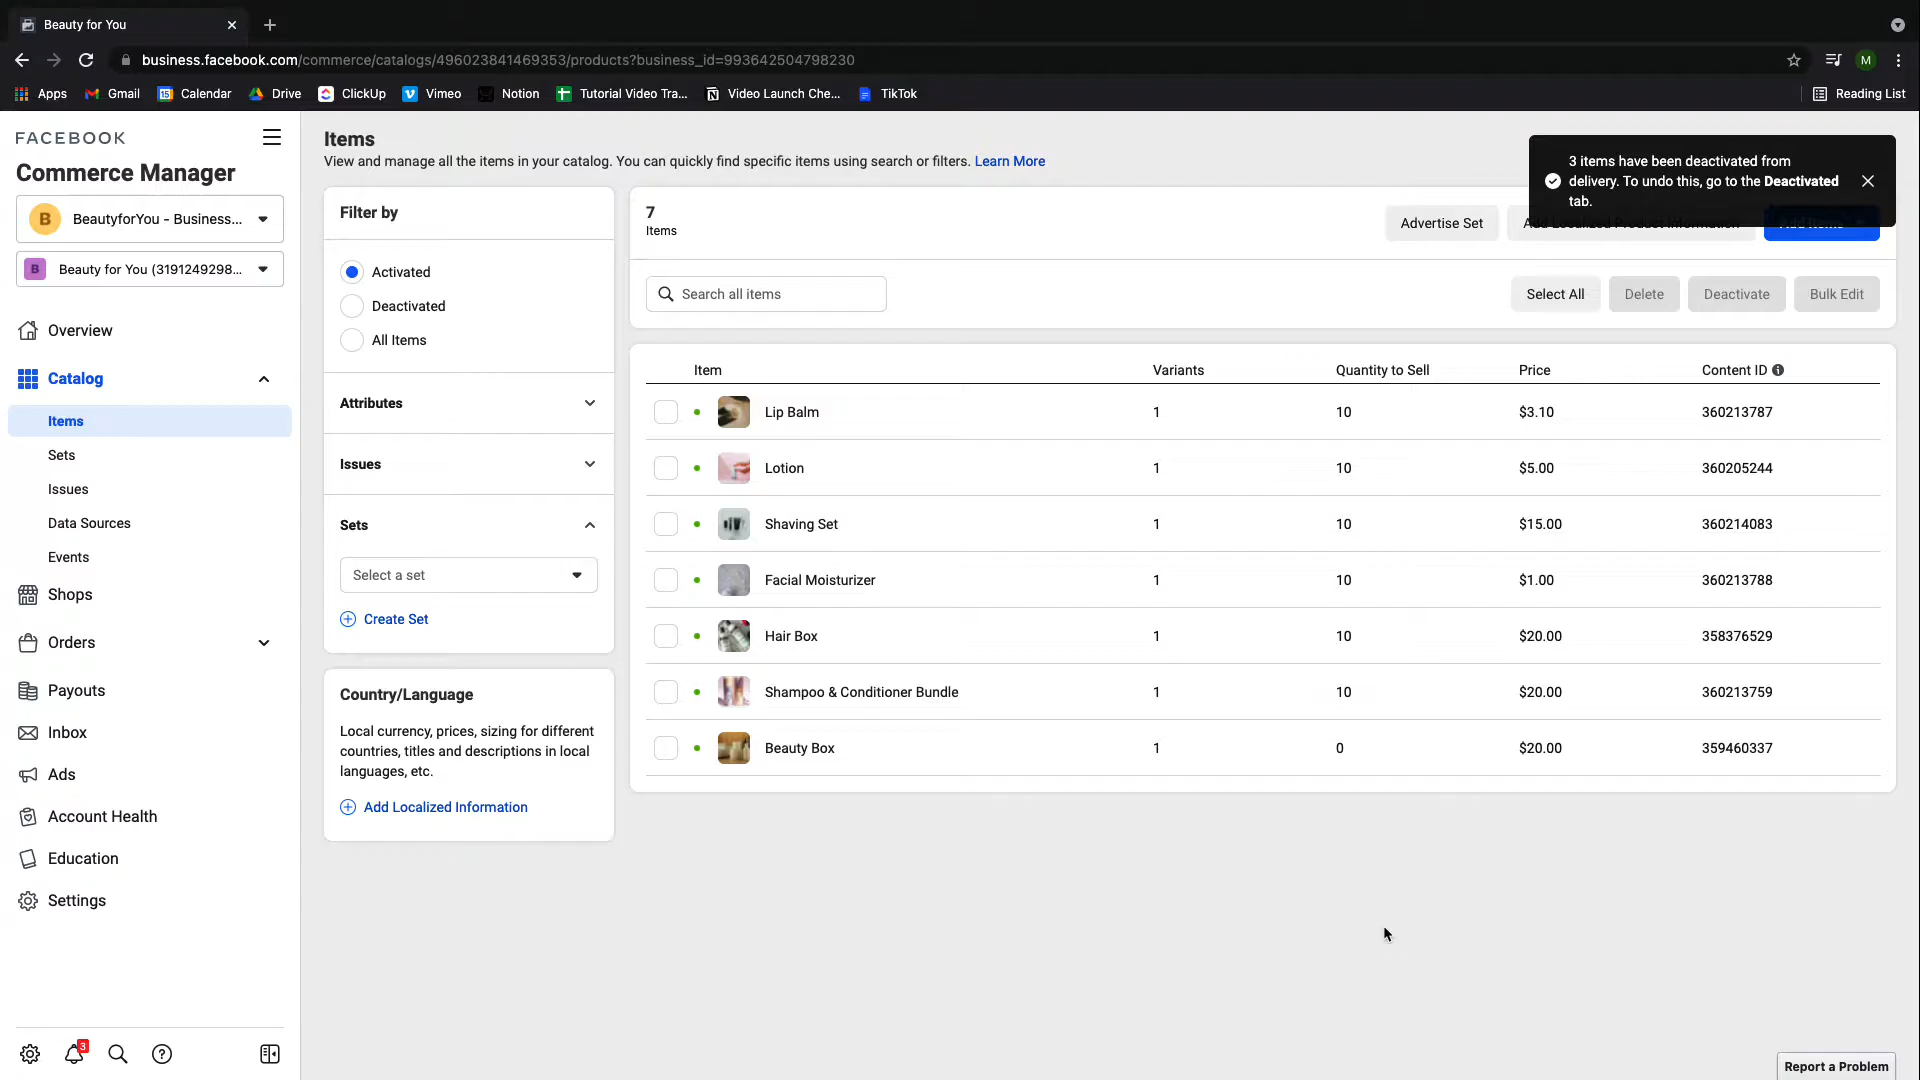 Beauty for You
business.facebook.com/commerce/catalogs/496023841469353/products?business_id=993642504798230
M
Apps
Gmail
Calendar
Drive
ClickUp
Vimeo
Notion
Tutorial Video Tra...
Video Launch Che...
TikTok
Reading List
FACEBOOK
Commerce Manager
B
BeautyforYou - Business...
B
Beauty for You (3191249298...
Overview
Catalog
Items
Sets
Issues
Data Sources
Events
Shops
Orders
Payouts
Inbox
Ads
Account Health
Education
Settings
3
Items
View and manage all the items in your catalog. You can quickly find specific items using search or filters. Learn More
Filter by
Activated
Deactivated
All Items
Attributes
Issues
Sets
Select a set
Create Set
Country/Language
Local currency, prices, sizing for different
countries, titles and descriptions in local
languages, etc.
Add Localized Information
7
Items
Advertise Set
Add Localized Product Information
Add Items
3 items have been deactivated from
delivery. To undo this, go to the Deactivated
tab.
Search all items
Select All
Delete
Deactivate
Bulk Edit
Item Variants Quantity to Sell Price Content ID
Lip Balm 1 10 $3.10 360213787
Lotion 1 10 $5.00 360205244
Shaving Set 1 10 $15.00 360214083
Facial Moisturizer 1 10 $1.00 360213788
Hair Box 1 10 $20.00 358376529
Shampoo & Conditioner Bundle 1 10 $20.00 360213759
Beauty Box 1 0 $20.00 359460337
Report a Problem